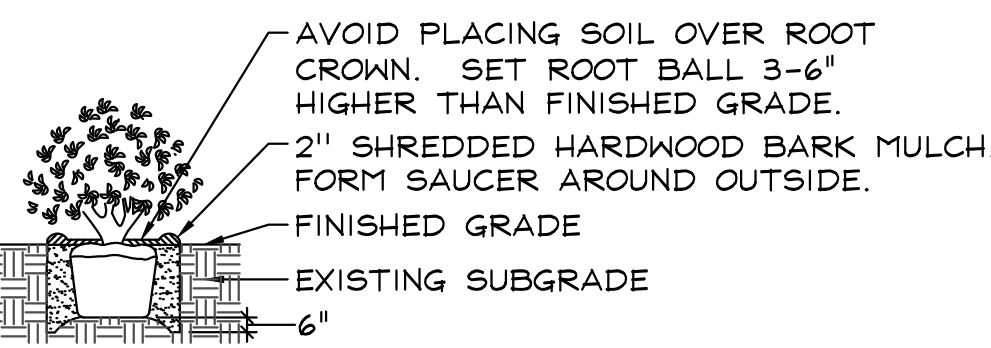 AVOID PLACING SOIL OVER ROOT
CROWN. SET ROOT BALL 3-6"
HIGHER THAN FINISHED GRADE.
2" SHREDDED HARDWOOD BARK MULCH.
FORM SAUCER AROUND OUTSIDE.
FINISHED GRADE
EXISTING SUBGRADE
6"